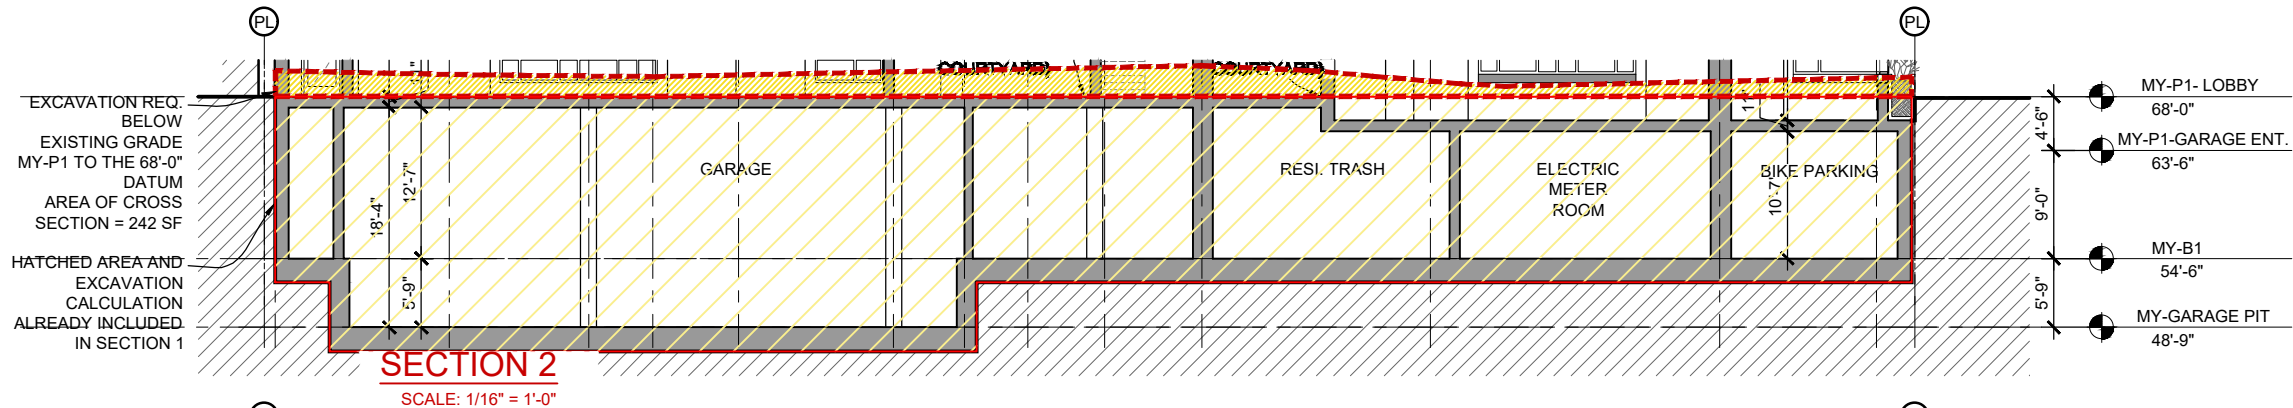 PL
PL
EXCAVATION REQ.
BELOW
EXISTING GRADE
MY-P1 TO THE 68'-0"
DATUM
AREA OF CROSS
SECTION = 242 SF
HATCHED AREA AND
EXCAVATION
CALCULATION
ALREADY INCLUDED
IN SECTION 1
18'-4"
12'-7"
5'-9"
GARAGE
RESI. TRASH
ELECTRIC
METER
ROOM
BIKE PARKING
10'-7"
4'-6"
9'-0"
5'-9"
MY-P1- LOBBY
68'-0"
MY-P1-GARAGE ENT.
63'-6"
MY-B1
54'-6"
MY-GARAGE PIT
48'-9"
SECTION 2
SCALE: 1/16" = 1'-0"